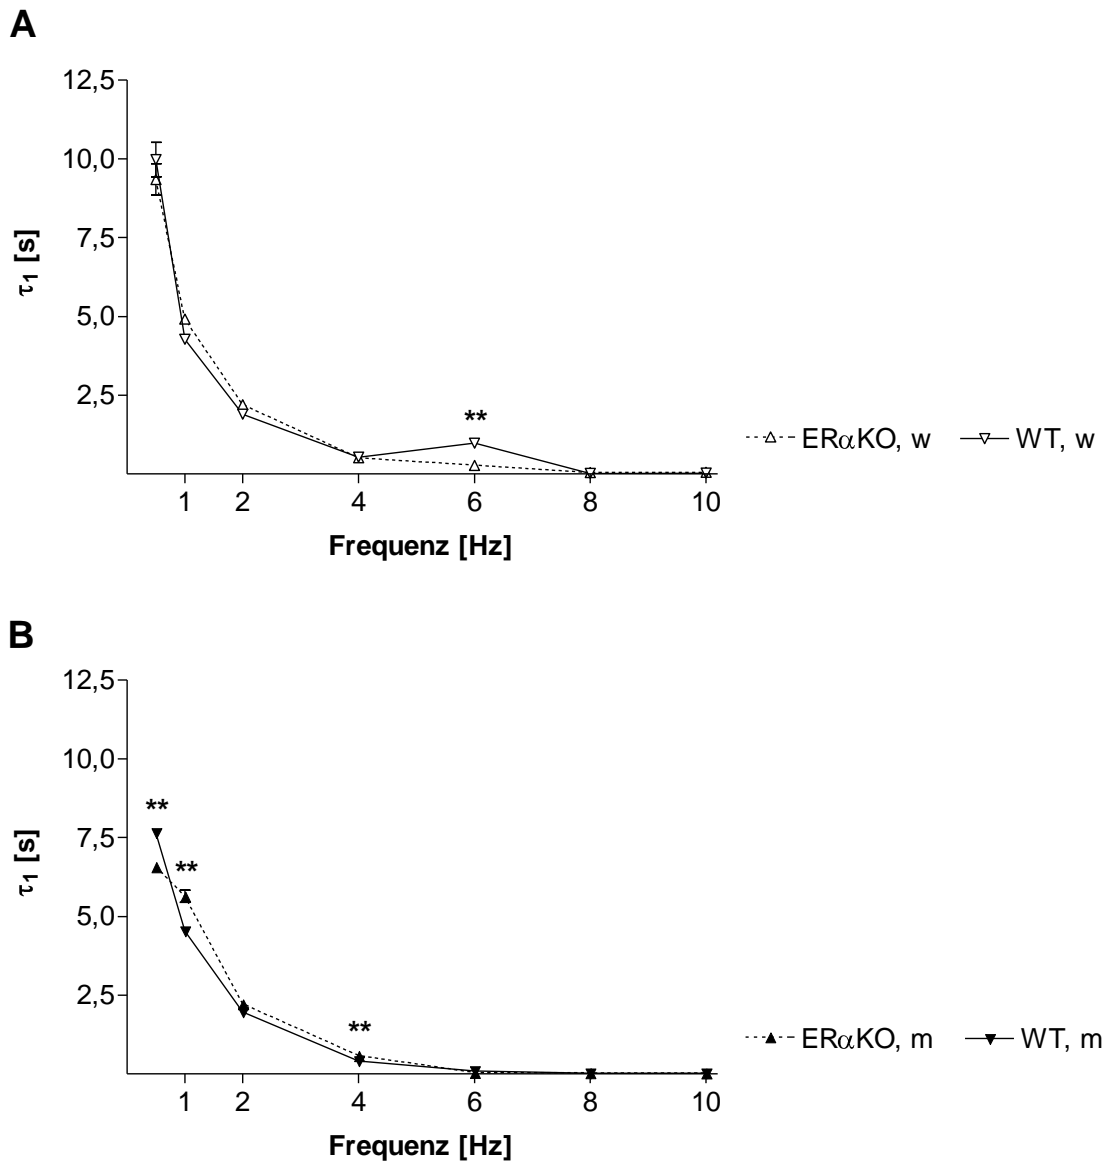 A
12,5
10,0
7,5
5,0
2,5
τ1 [s]
**
1 2 4 6 8 10
Frequenz [Hz]
ERαKO, w WT, w
B
12,5
10,0
7,5
5,0
2,5
τ1 [s]
**
**
**
1 2 4 6 8 10
Frequenz [Hz]
ERαKO, m WT, m